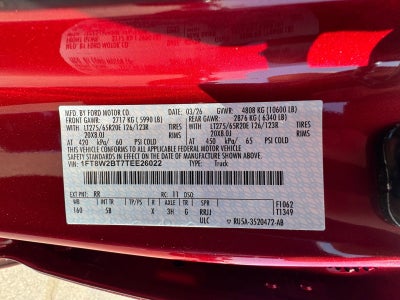 MFD. BY FORD MOTOR CO. 03/26 GVWR: 4808 KG (10600 LB)
FRONT GAWR: 2717 KG ( 5990 LB) REAR GAWR: 2876 KG ( 6340 LB)
WITH LT275/65R20E 126/123R TIRES WITH LT275/65R20E 126/123R TIRES
20X8.0J RIMS 20X8.0J RIMS
AT 420 kPa/ 60 PSI COLD AT 450 kPa/ 65 PSI COLD
THIS VEHICLE CONFORMS TO ALL APPLICABLE FEDERAL MOTOR VEHICLE
SAFETY STANDARDS IN EFFECT ON THE DATE OF MANUFACTURE SHOWN ABOVE.
VIN: 1FT8W2BT7TEE26022 TYPE: Truck
EXT PNT: RR RC: 11 DSO:
WB INT TR TP/PS R AXLE TR SPR F1062
160 5B X 3H G RRJJ T1349
ULC RU5A-3520472-AB